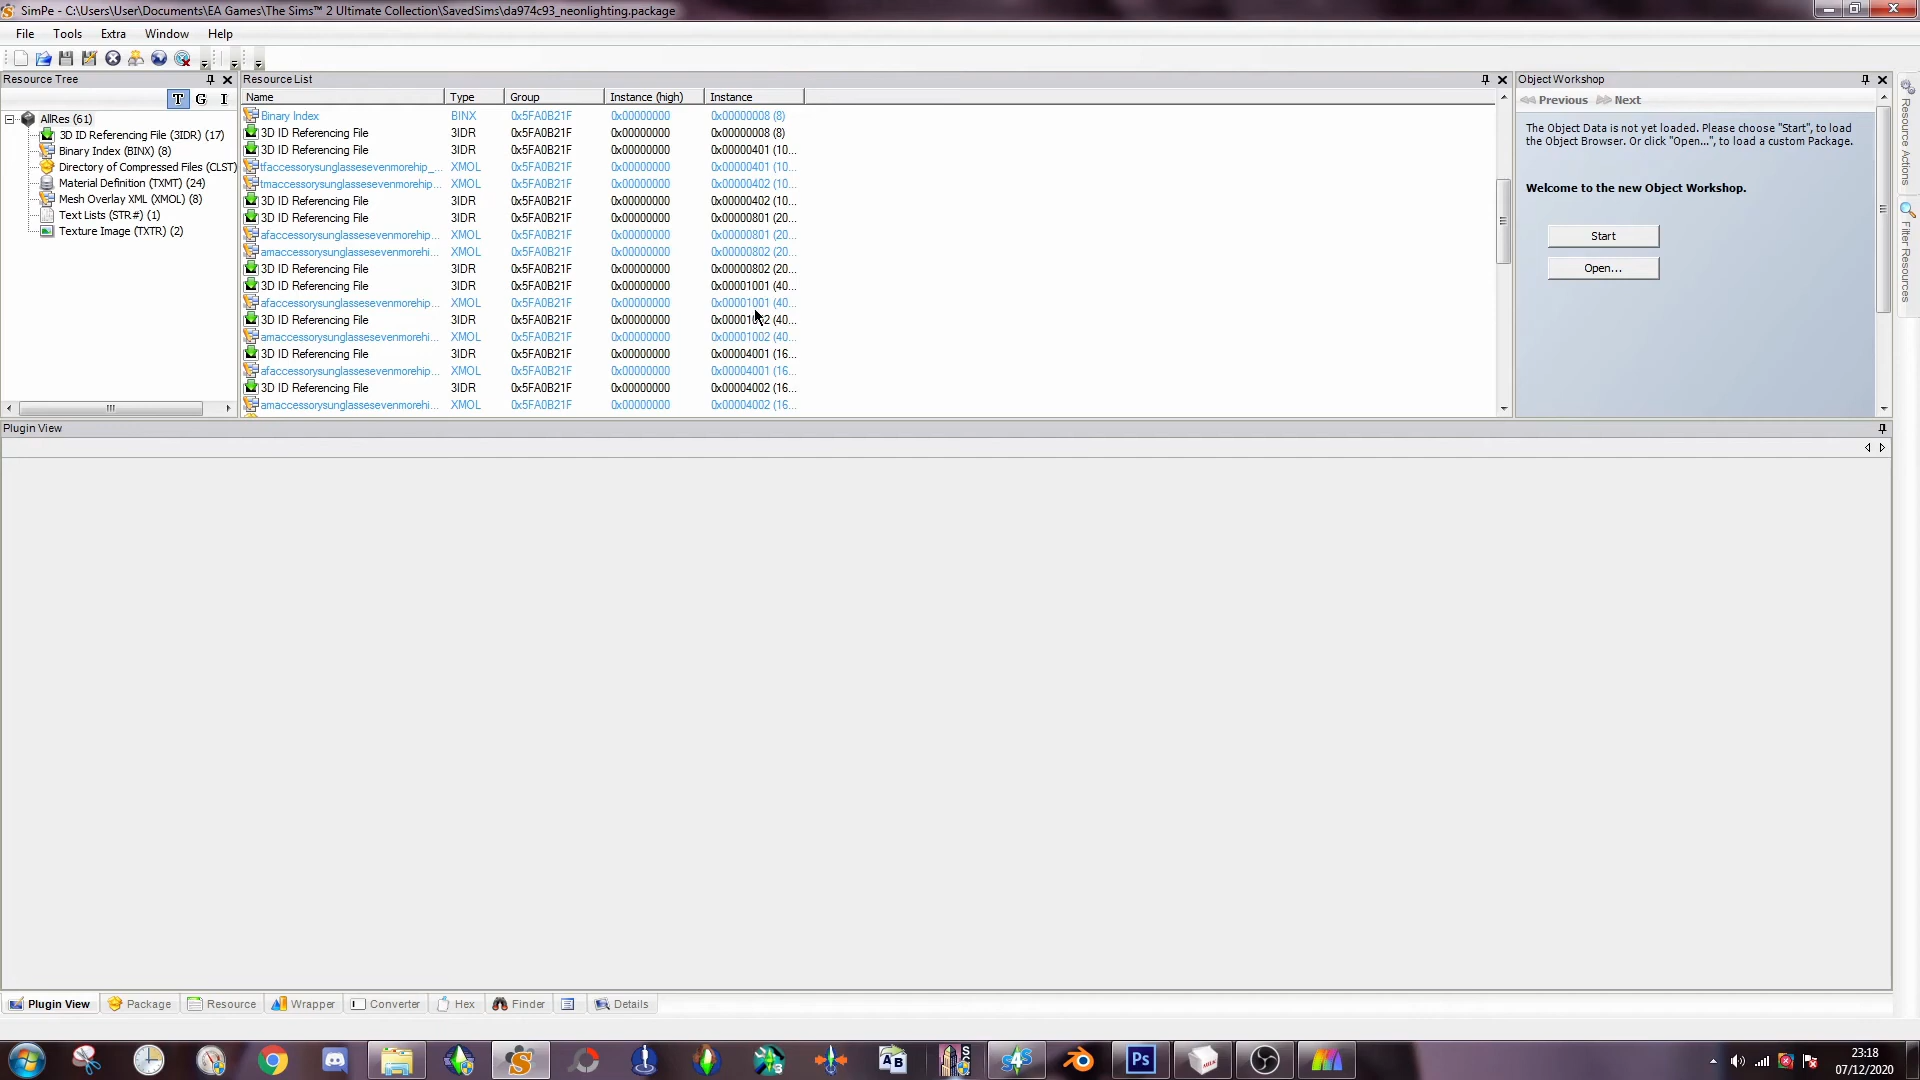 SimPe - C:\Users\User\Documents\EA Games\The Sims™ 2 Ultimate Collection\SavedSims\da974c93_neonlighting.package
File Tools Extra Window Help
Resource Tree
T G I
AllRes (61)
3D ID Referencing File (3IDR) (17)
Binary Index (BINX) (8)
Directory of Compressed Files (CLST)
Material Definition (TXMT) (24)
Mesh Overlay XML (XMOL) (8)
Text Lists (STR#) (1)
Texture Image (TXTR) (2)
Resource List
Name Type Group Instance (high) Instance
Binary Index BINX 0x5FA0B21F 0x00000000 0x00000008 (8)
3D ID Referencing File 3IDR 0x5FA0B21F 0x00000000 0x00000008 (8)
3D ID Referencing File 3IDR 0x5FA0B21F 0x00000000 0x00000401 (10...
tfaccessorysunglassesevenmorehip_... XMOL 0x5FA0B21F 0x00000000 0x00000401 (10...
tmaccessorysunglassesevenmorehip... XMOL 0x5FA0B21F 0x00000000 0x00000402 (10...
3D ID Referencing File 3IDR 0x5FA0B21F 0x00000000 0x00000402 (10...
3D ID Referencing File 3IDR 0x5FA0B21F 0x00000000 0x00000801 (20...
afaccessorysunglassesevenmorehip... XMOL 0x5FA0B21F 0x00000000 0x00000801 (20...
amaccessorysunglassesevenmorehip... XMOL 0x5FA0B21F 0x00000000 0x00000802 (20...
3D ID Referencing File 3IDR 0x5FA0B21F 0x00000000 0x00000802 (20...
3D ID Referencing File 3IDR 0x5FA0B21F 0x00000000 0x00001001 (40...
afaccessorysunglassesevenmorehip... XMOL 0x5FA0B21F 0x00000000 0x00001001 (40...
3D ID Referencing File 3IDR 0x5FA0B21F 0x00000000 0x00001002 (40...
amaccessorysunglassesevenmorehi... XMOL 0x5FA0B21F 0x00000000 0x00001002 (40...
3D ID Referencing File 3IDR 0x5FA0B21F 0x00000000 0x00004001 (16...
afaccessorysunglassesevenmorehip... XMOL 0x5FA0B21F 0x00000000 0x00004001 (16...
3D ID Referencing File 3IDR 0x5FA0B21F 0x00000000 0x00004002 (16...
amaccessorysunglassesevenmorehi... XMOL 0x5FA0B21F 0x00000000 0x00004002 (16...
Object Workshop
Previous Next
The Object Data is not yet loaded. Please choose "Start", to load
the Object Browser. Or click "Open...", to load a custom Package.
Welcome to the new Object Workshop.
Start
Open...
Resource Actions
Filter Resources
Plugin View
Plugin View Package Resource Wrapper Converter Hex Finder Details
Ps
23:18
07/12/2020